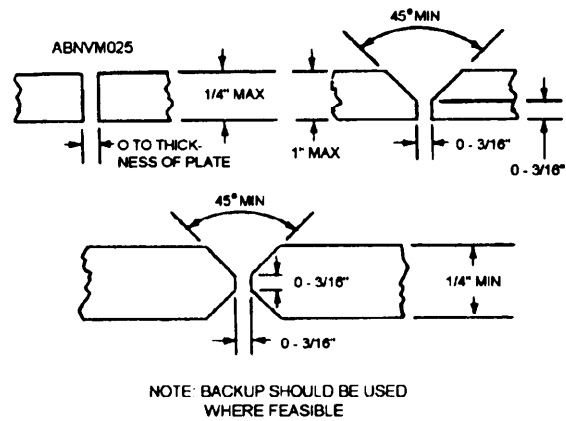 45° MIN
ABNVM025
1/4" MAX
O TO THICK-
NESS OF PLATE
1" MAX
0 - 3/16"
0 - 3/16"
45° MIN
0 - 3/16"
1/4" MIN
0 - 3/16"
NOTE: BACKUP SHOULD BE USED
WHERE FEASIBLE